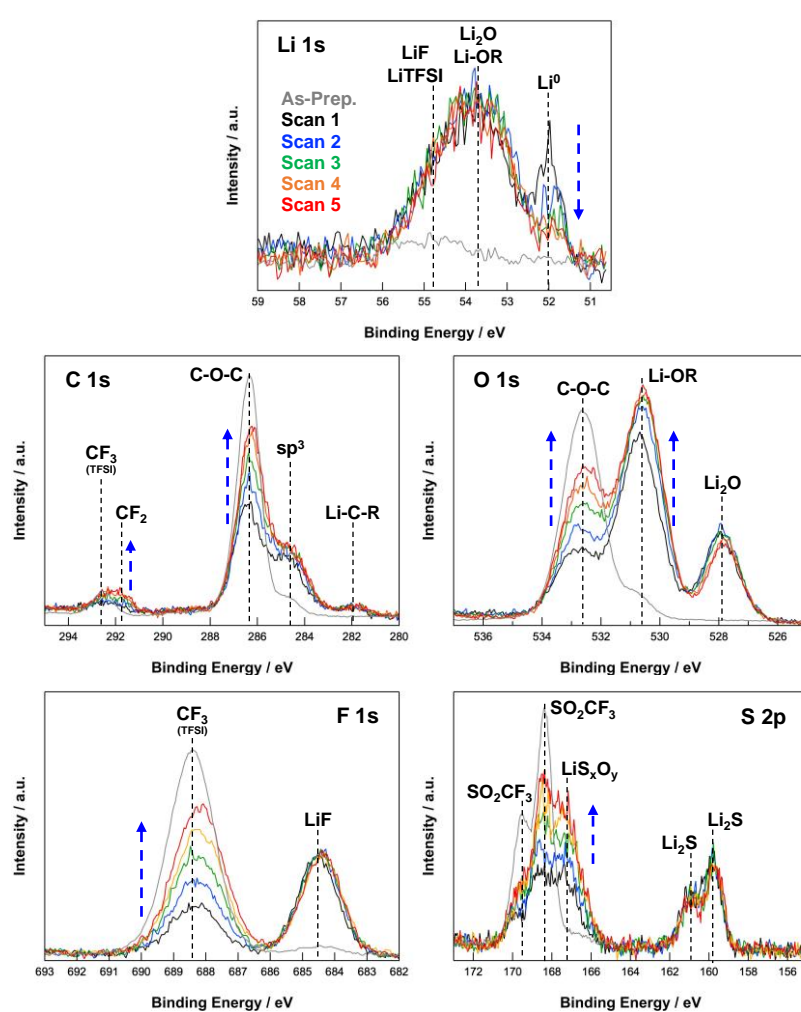 Li 1s
LiF
LiTFSI
Li₂O
Li-OR
Li⁰
As-Prep.
Scan 1
Scan 2
Scan 3
Scan 4
Scan 5
Intensity / a.u.
59 58 57 56 55 54 53 52 51
Binding Energy / eV
C 1s
C-O-C
CF₃
(TFSI)
CF₂
sp³
Li-C-R
Intensity / a.u.
294 292 290 288 286 284 282 280
Binding Energy / eV
O 1s
C-O-C
Li-OR
Li₂O
Intensity / a.u.
536 534 532 530 528 526
Binding Energy / eV
F 1s
CF₃
(TFSI)
LiF
Intensity / a.u.
693 692 691 690 689 688 687 686 685 684 683 682
Binding Energy / eV
S 2p
SO₂CF₃
SO₂CF₃
LiSₓOᵧ
Li₂S
Li₂S
Intensity / a.u.
172 170 168 166 164 162 160 158 156
Binding Energy / eV